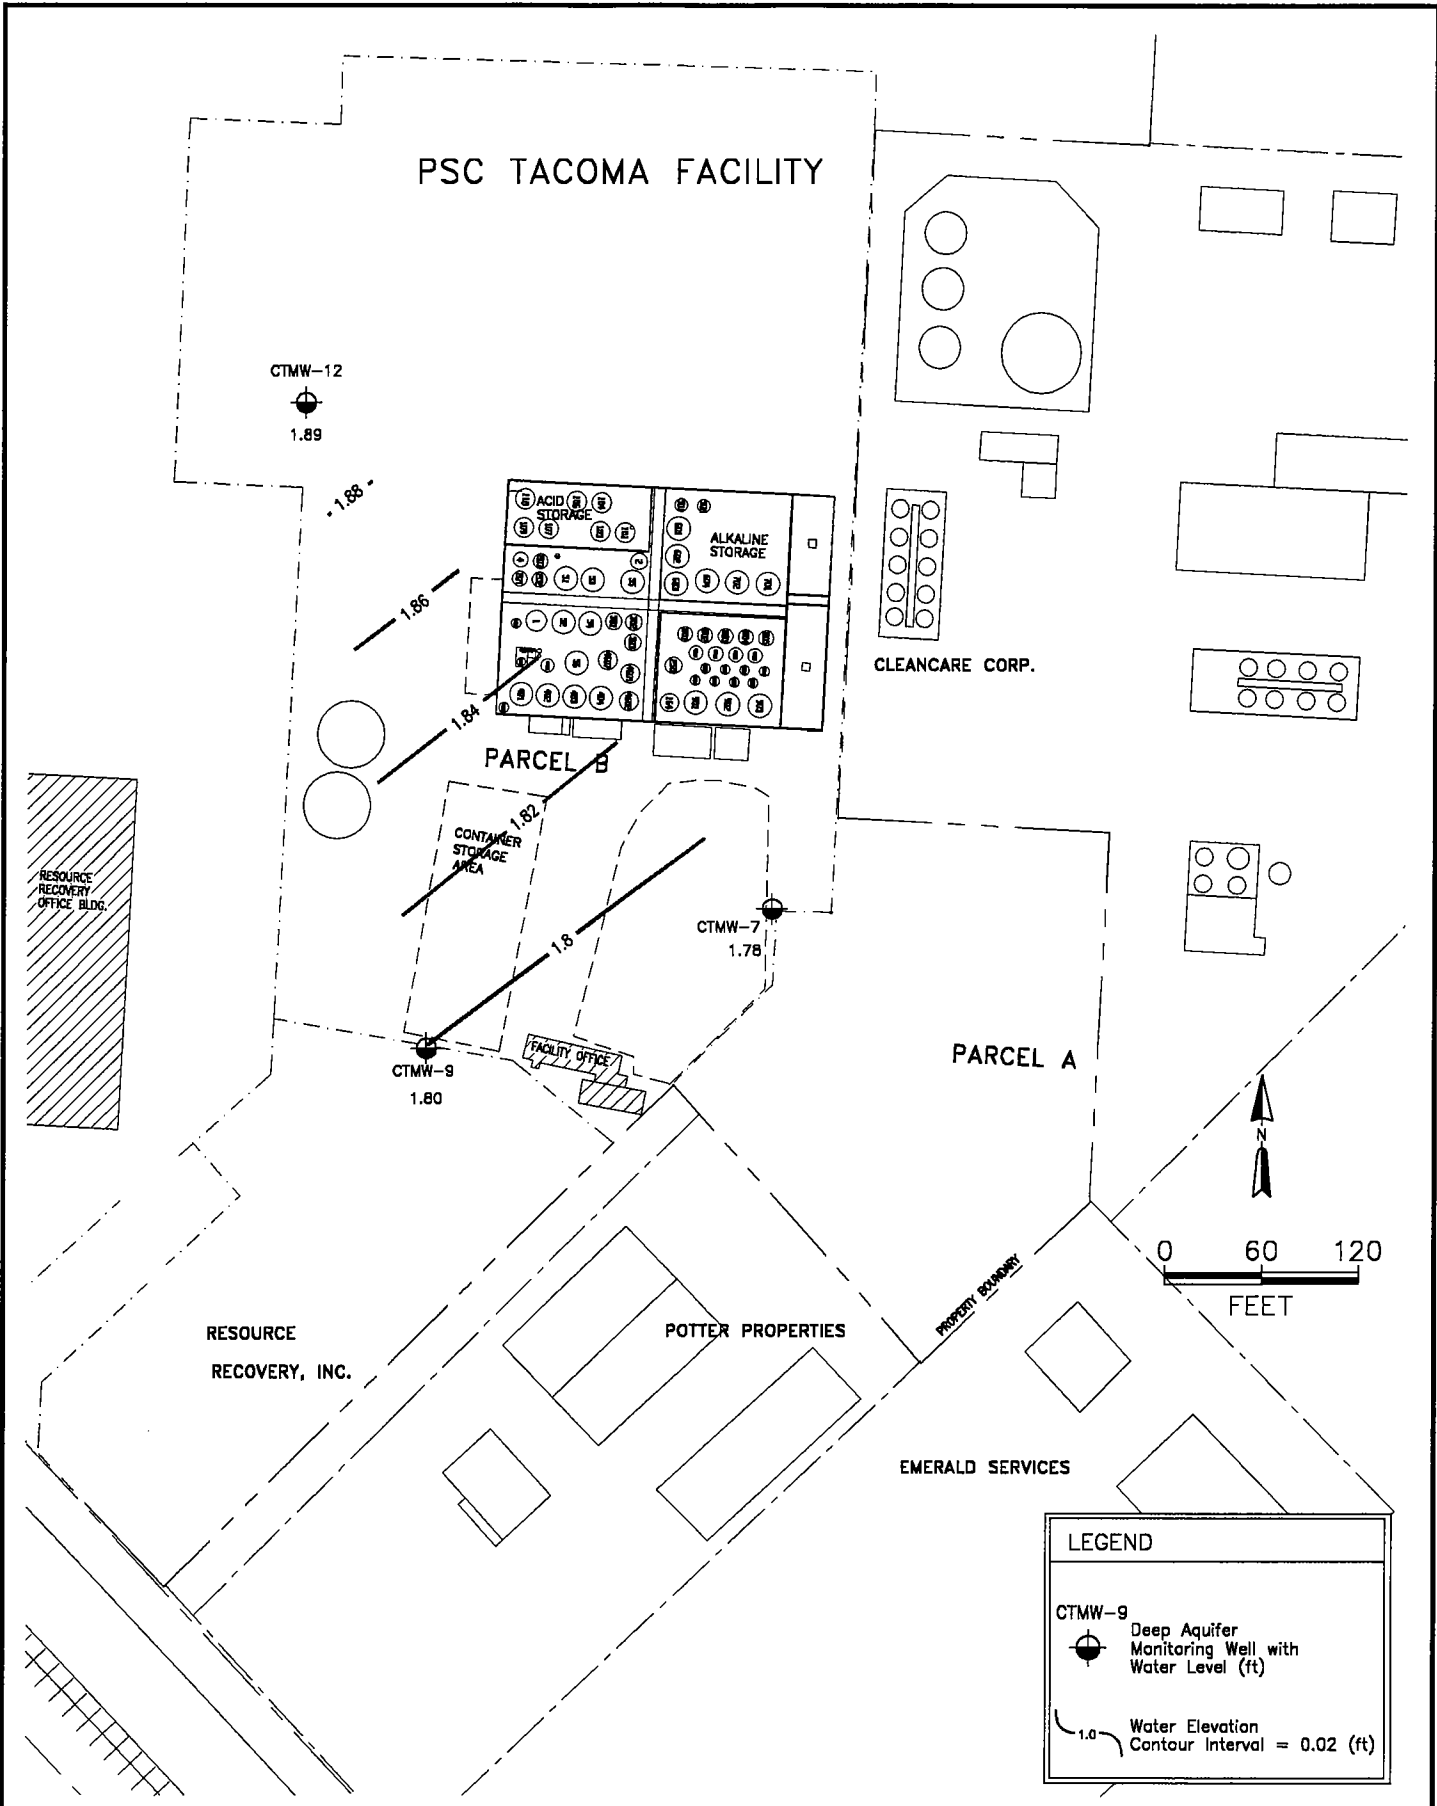 PSC TACOMA FACILITY
CTMW-12
1.89
1.88
ACID
STORAGE
ALKALINE
STORAGE
1.86
CLEANCARE CORP.
1.84
PARCEL B
1.82
CONTAINER
STORAGE
AREA
RESOURCE
RECOVERY
OFFICE BLDG.
1.8
CTMW-7
1.78
FACILITY OFFICE
CTMW-9
1.80
PARCEL A
N
0 60 120
FEET
PROPERTY BOUNDARY
RESOURCE
RECOVERY, INC.
POTTER PROPERTIES
EMERALD SERVICES
LEGEND
CTMW-9
Deep Aquifer
Monitoring Well with
Water Level (ft)
1.0
Water Elevation
Contour Interval = 0.02 (ft)